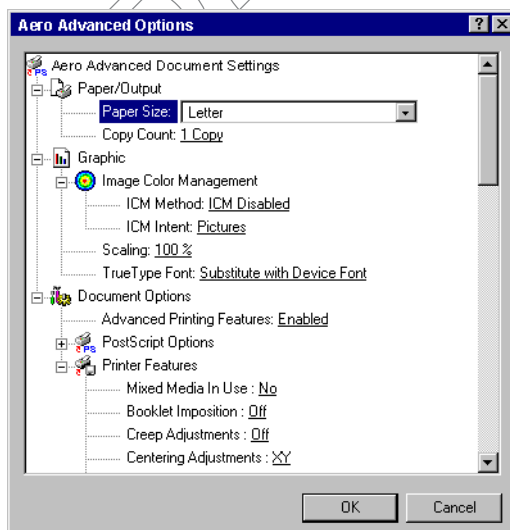 Aero Advanced Options
Aero Advanced Document Settings
Paper/Output
Paper Size: Letter
Copy Count: 1 Copy
Graphic
Image Color Management
ICM Method: ICM Disabled
ICM Intent: Pictures
Scaling: 100 %
TrueType Font: Substitute with Device Font
Document Options
Advanced Printing Features: Enabled
PostScript Options
Printer Features
Mixed Media In Use : No
Booklet Imposition : Off
Creep Adjustments : Off
Centering Adjustments : XY
OK Cancel